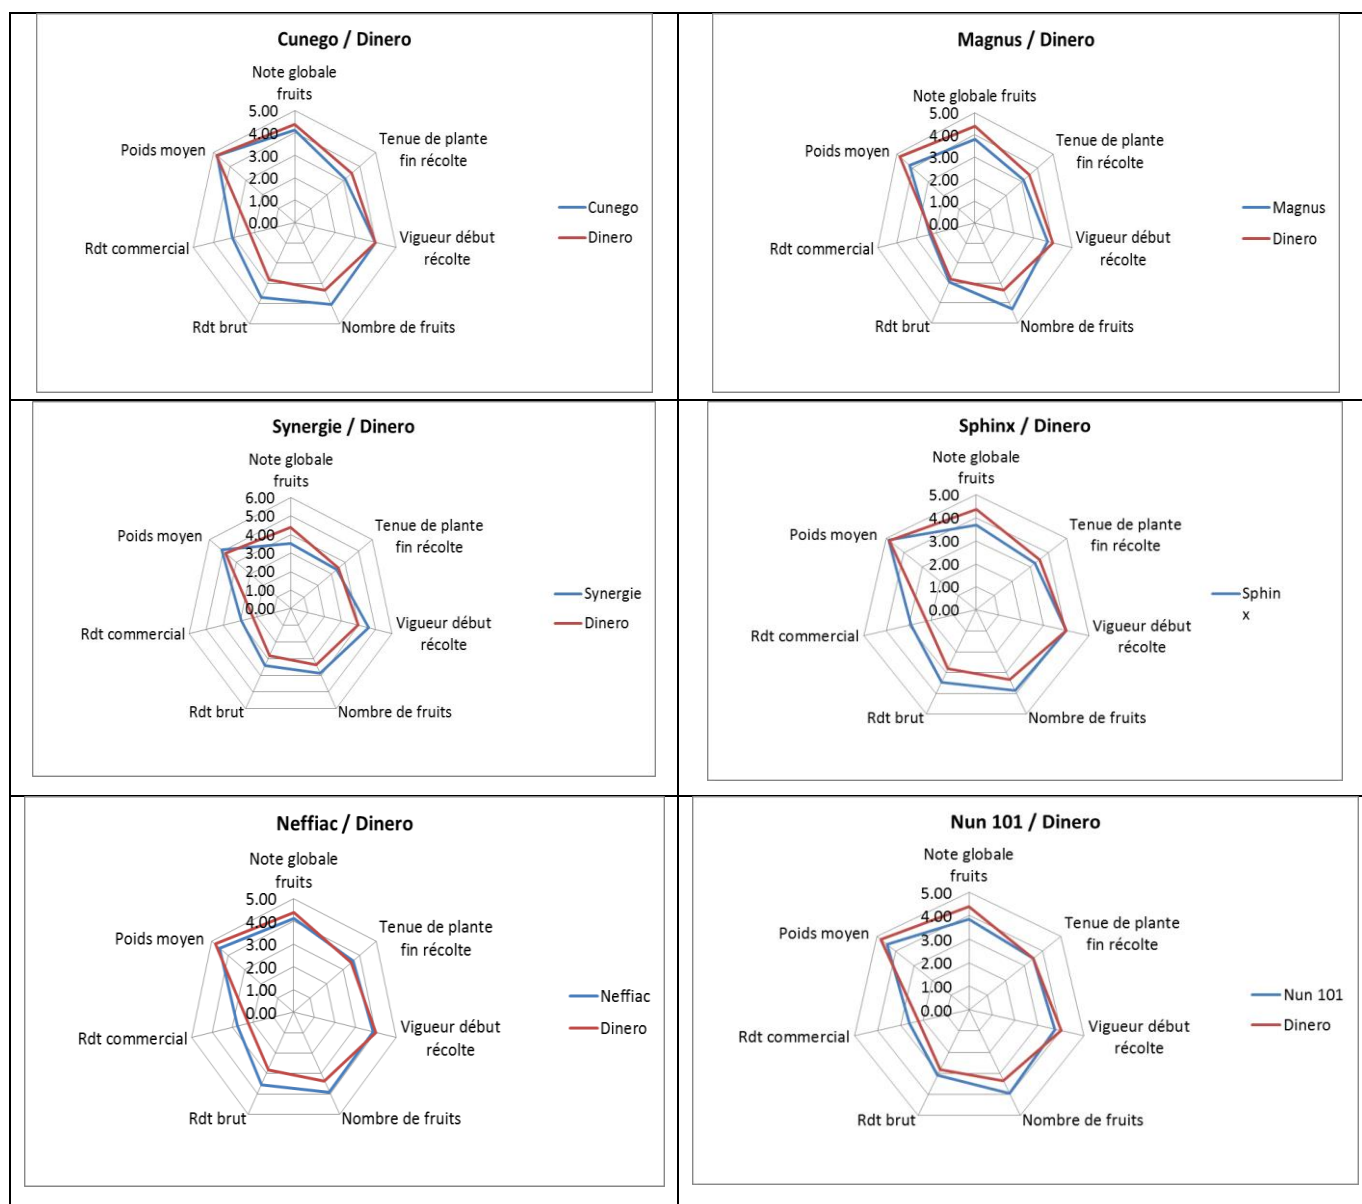 Cunego / Dinero
Note globale
fruits
5.00
4.00
3.00
2.00
1.00
0.00
Tenue de plante
fin récolte
Vigueur début
récolte
Nombre de fruits
Rdt brut
Rdt commercial
Poids moyen
Cunego
Dinero
Magnus / Dinero
Note globale fruits
5.00
4.00
3.00
2.00
1.00
0.00
Tenue de plante
fin récolte
Vigueur début
récolte
Nombre de fruits
Rdt brut
Rdt commercial
Poids moyen
Magnus
Dinero
Synergie / Dinero
Note globale
fruits
6.00
5.00
4.00
3.00
2.00
1.00
0.00
Tenue de plante
fin récolte
Vigueur début
récolte
Nombre de fruits
Rdt brut
Rdt commercial
Poids moyen
Synergie
Dinero
Sphinx / Dinero
Note globale
fruits
5.00
4.00
3.00
2.00
1.00
0.00
Tenue de plante
fin récolte
Vigueur début
récolte
Nombre de fruits
Rdt brut
Rdt commercial
Poids moyen
Sphin
x
Neffiac / Dinero
Note globale
fruits
5.00
4.00
3.00
2.00
1.00
0.00
Tenue de plante
fin récolte
Vigueur début
récolte
Nombre de fruits
Rdt brut
Rdt commercial
Poids moyen
Neffiac
Dinero
Nun 101 / Dinero
Note globale
fruits
5.00
4.00
3.00
2.00
1.00
0.00
Tenue de plante
fin récolte
Vigueur début
récolte
Nombre de fruits
Rdt brut
Rdt commercial
Poids moyen
Nun 101
Dinero